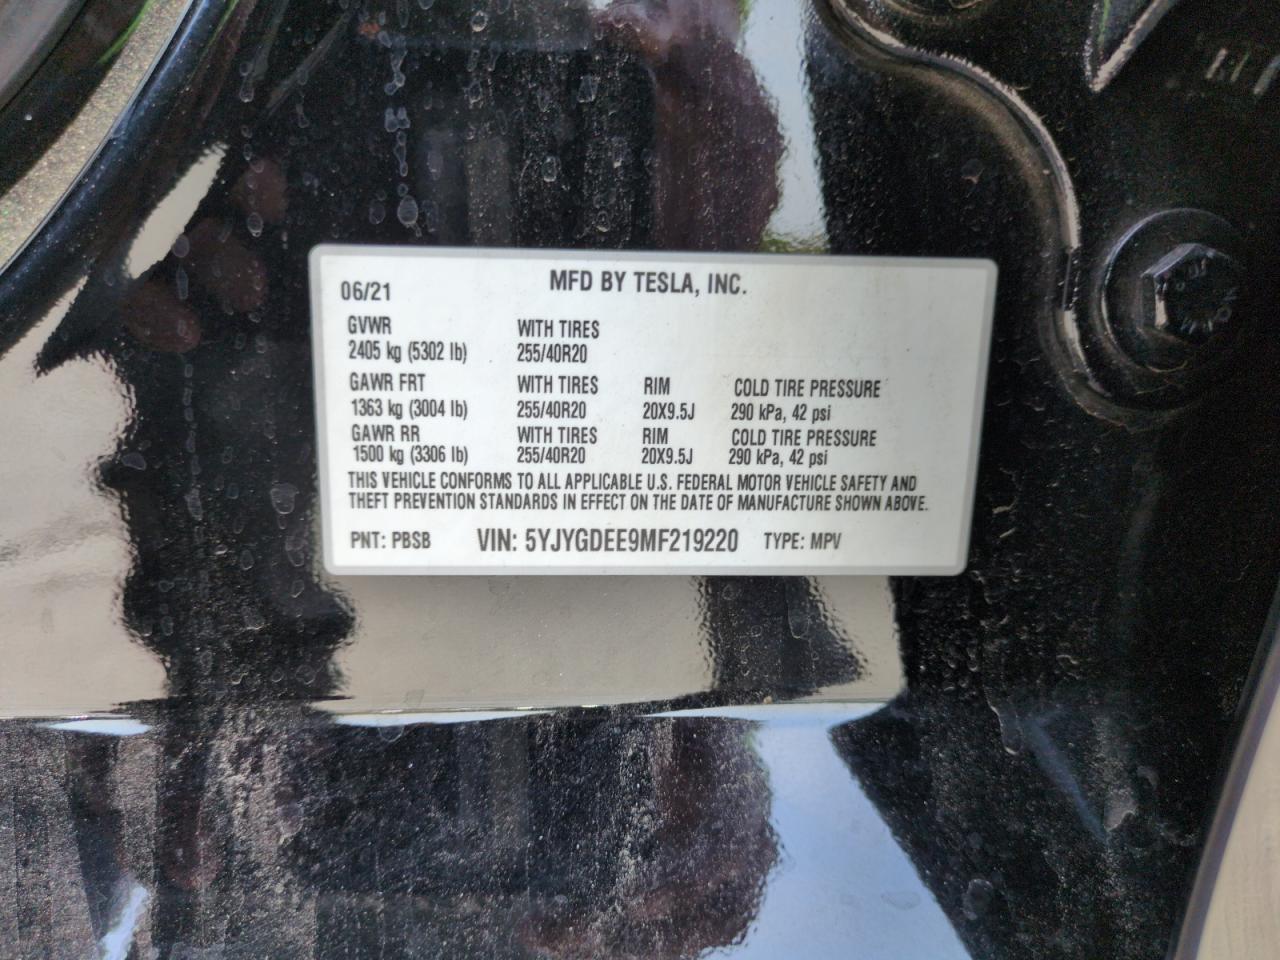 MFD BY TESLA, INC.
06/21
GVWR WITH TIRES
2405 kg (5302 lb) 255/40R20
GAWR FRT WITH TIRES RIM COLD TIRE PRESSURE
1363 kg (3004 lb) 255/40R20 20X9.5J 290 kPa, 42 psi
GAWR RR WITH TIRES RIM COLD TIRE PRESSURE
1500 kg (3306 lb) 255/40R20 20X9.5J 290 kPa, 42 psi
THIS VEHICLE CONFORMS TO ALL APPLICABLE U.S. FEDERAL MOTOR VEHICLE SAFETY AND
THEFT PREVENTION STANDARDS IN EFFECT ON THE DATE OF MANUFACTURE SHOWN ABOVE.
PNT: PBSB VIN: 5YJYGDEE9MF219220 TYPE: MPV